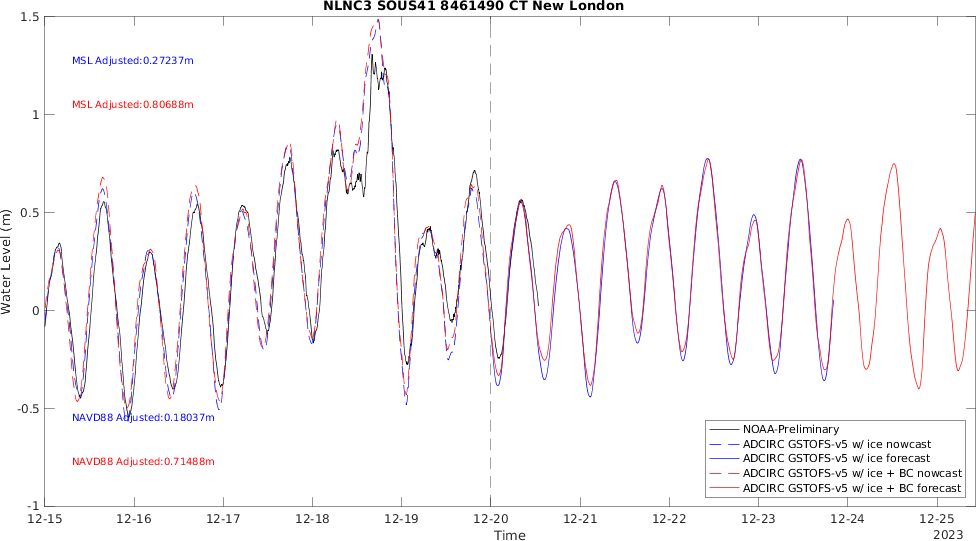 NLNC3 SOUS41 8461490 CT New London
1.5
MSL Adjusted:0.27237m
MSL Adjusted:0.80688m
1
0.5
Water Level (m)
0
-0.5
NAVD88 Adjusted:0.18037m
NAVD88 Adjusted:0.71488m
-1
NOAA-Preliminary
ADCIRC GSTOFS-v5 w/ ice nowcast
ADCIRC GSTOFS-v5 w/ ice forecast
ADCIRC GSTOFS-v5 w/ ice + BC nowcast
ADCIRC GSTOFS-v5 w/ ice + BC forecast
12-15 12-16 12-17 12-18 12-19 12-20 12-21 12-22 12-23 12-24 12-25
Time
2023